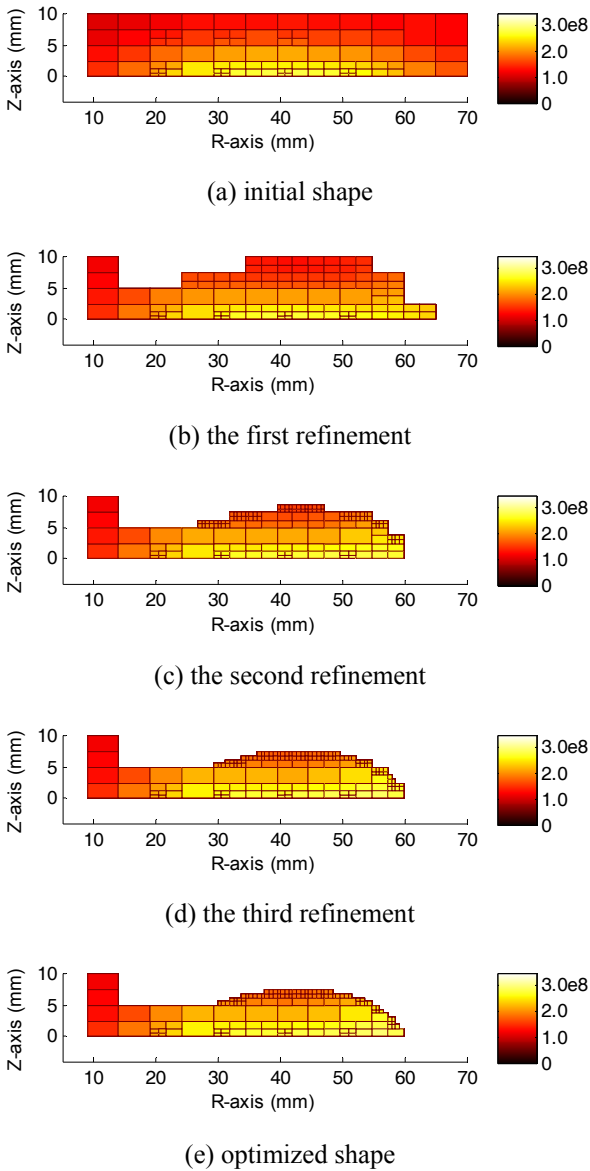 10
5
0
Z-axis (mm)
10 20 30 40 50 60 70
R-axis (mm)
3.0e8
2.0
1.0
0
(a) initial shape
10
5
0
Z-axis (mm)
10 20 30 40 50 60 70
R-axis (mm)
3.0e8
2.0
1.0
0
(b) the first refinement
10
5
0
Z-axis (mm)
10 20 30 40 50 60 70
R-axis (mm)
3.0e8
2.0
1.0
0
(c) the second refinement
10
5
0
Z-axis (mm)
10 20 30 40 50 60 70
R-axis (mm)
3.0e8
2.0
1.0
0
(d) the third refinement
10
5
0
Z-axis (mm)
10 20 30 40 50 60 70
R-axis (mm)
3.0e8
2.0
1.0
0
(e) optimized shape